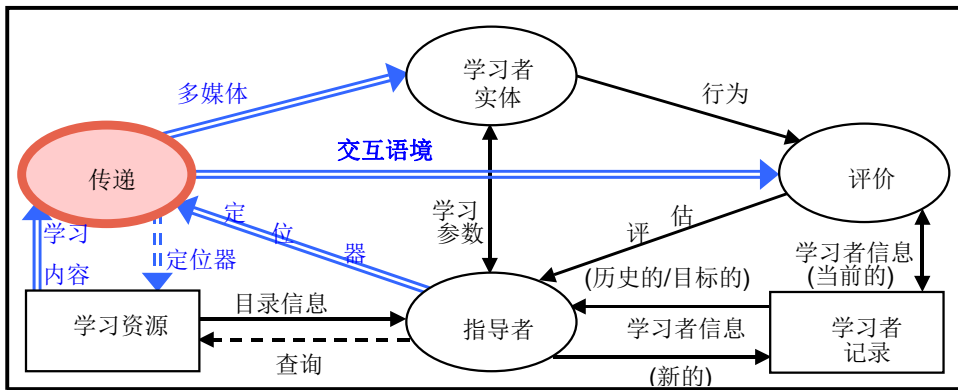 学习者
实体
多媒体
行为
交互语境
传递
评价
定
位
器
学习
参数
评
估
学习
内容
定位器
学习者信息
(当前的)
(历史的/目标的)
目录信息
学习资源
指导者
学习者信息
学习者
记录
查询
(新的)